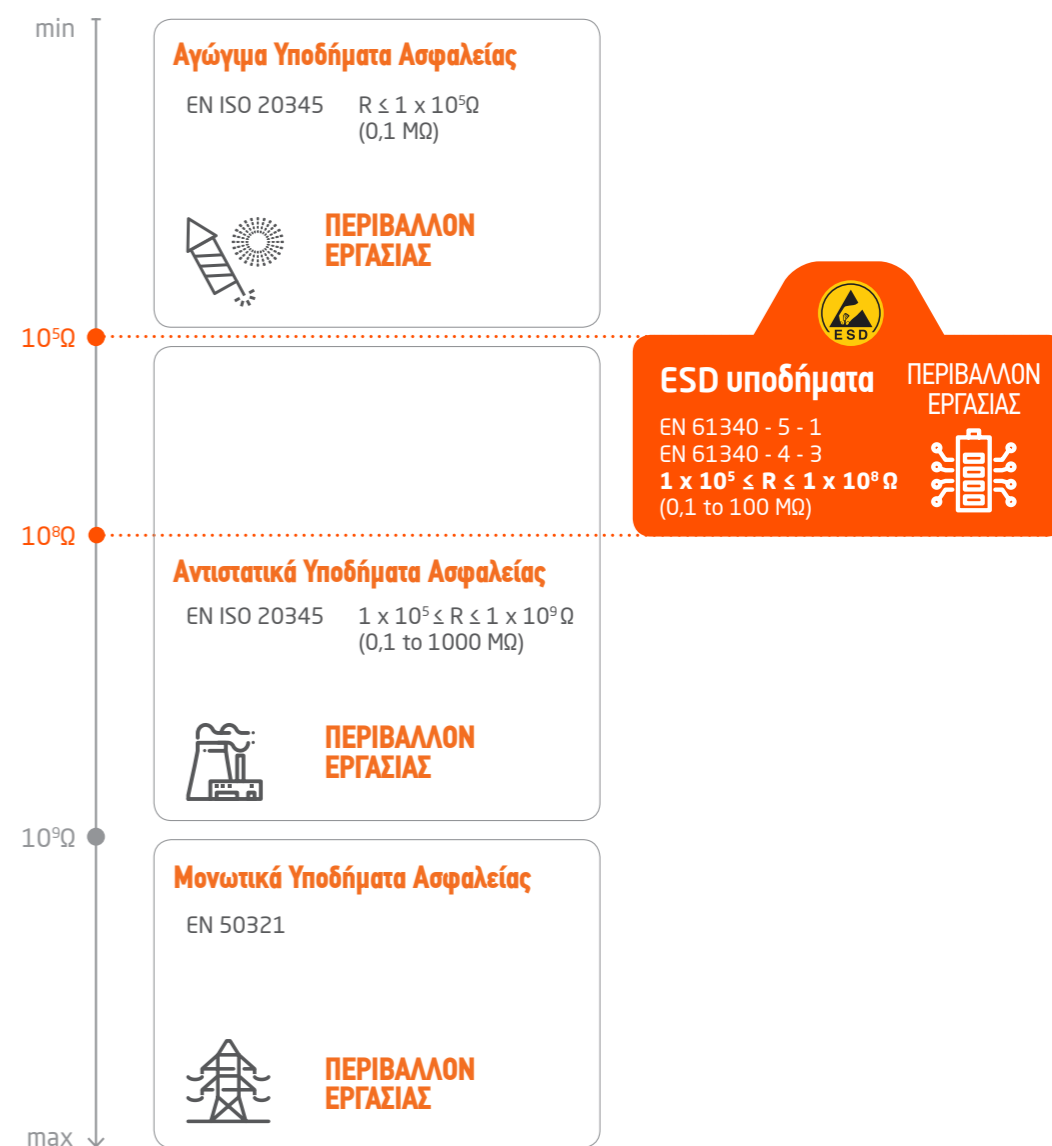 min
Αγώγιμα Υποδήματα Ασφαλείας
EN ISO 20345 R ≤ 1 x 10⁵Ω
(0,1 MΩ)
ΠΕΡΙΒΑΛΛΟΝ
ΕΡΓΑΣΙΑΣ
10⁵Ω
ESD
ESD υποδήματα
ΠΕΡΙΒΑΛΛΟΝ
ΕΡΓΑΣΙΑΣ
EN 61340 - 5 - 1
EN 61340 - 4 - 3
1 x 10⁵ ≤ R ≤ 1 x 10⁸ Ω
(0,1 to 100 MΩ)
10⁸Ω
Αντιστατικά Υποδήματα Ασφαλείας
EN ISO 20345 1 x 10⁵ ≤ R ≤ 1 x 10⁹ Ω
(0,1 to 1000 MΩ)
ΠΕΡΙΒΑΛΛΟΝ
ΕΡΓΑΣΙΑΣ
10⁹Ω
Μονωτικά Υποδήματα Ασφαλείας
EN 50321
ΠΕΡΙΒΑΛΛΟΝ
ΕΡΓΑΣΙΑΣ
max